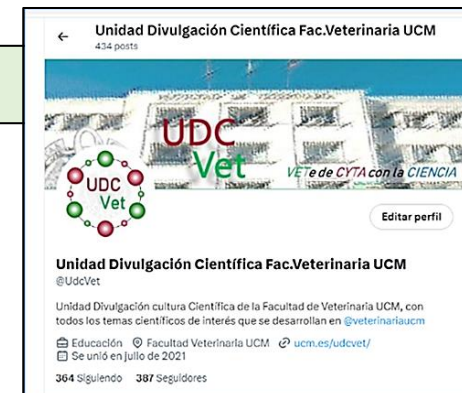 Unidad Divulgación Científica Fac.Veterinaria UCM
434 posts
UDC
Vet
VETe de CYTA con la CIENCIA
UDC
Vet
Editar perfil
Unidad Divulgación Científica Fac.Veterinaria UCM
@UdcVet
Unidad Divulgación cultura Científica de la Facultad de Veterinaria UCM, con
todos los temas científicos de interés que se desarrollan en @veterinariaucm
Educación Facultad Veterinaria UCM ucm.es/udcvet/
Se unió en julio de 2021
364 Siguiendo 387 Seguidores